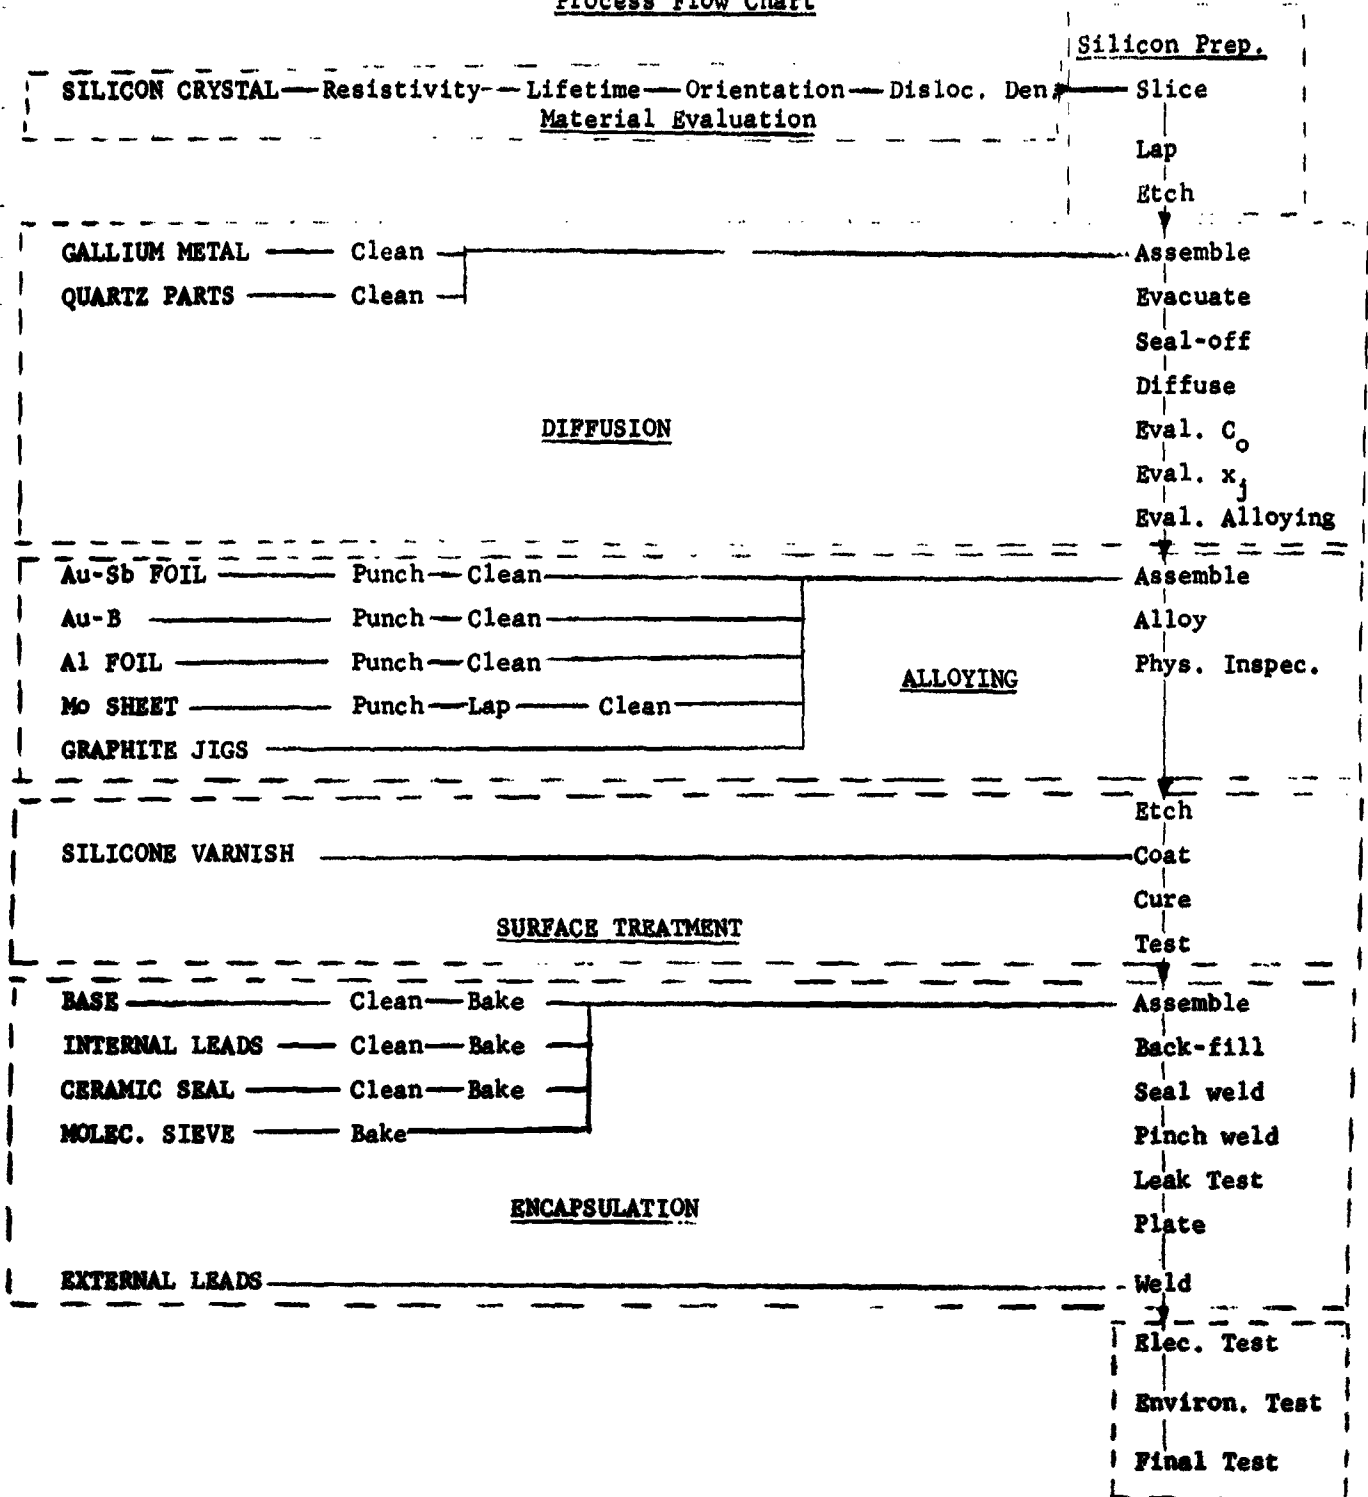 Process Flow Chart
Silicon Prep.
SILICON CRYSTAL — Resistivity -- Lifetime — Orientation — Disloc. Den. — Slice
Material Evaluation
Lap
Etch
GALLIUM METAL — Clean — Assemble
QUARTZ PARTS — Clean Evacuate
Seal-off
Diffuse
DIFFUSION Eval. Co
Eval. xj
Eval. Alloying
Au-Sb FOIL — Punch — Clean — Assemble
Au-B — Punch — Clean Alloy
Al FOIL — Punch — Clean Phys. Inspec.
ALLOYING
Mo SHEET — Punch — Lap — Clean
GRAPHITE JIGS
Etch
SILICONE VARNISH — Coat
Cure
SURFACE TREATMENT
Test
BASE — Clean — Bake — Assemble
INTERNAL LEADS — Clean — Bake Back-fill
CERAMIC SEAL — Clean — Bake Seal weld
MOLEC. SIEVE — Bake Pinch weld
Leak Test
ENCAPSULATION
Plate
EXTERNAL LEADS — Weld
Elec. Test
Environ. Test
Final Test